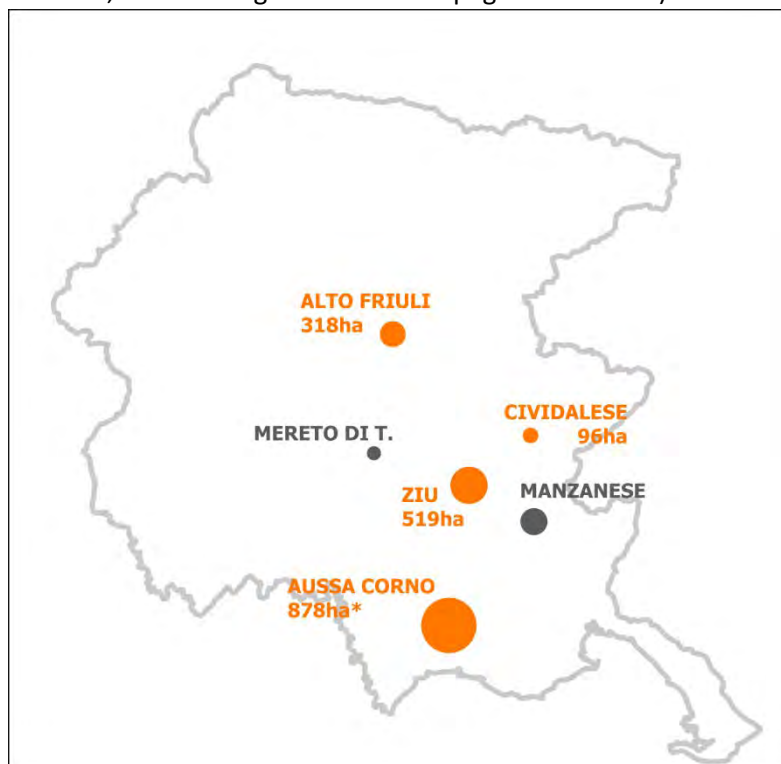 ALTO FRIULI
318ha
CIVIDALESE
96ha
MERETO DI T.
ZIU
519ha
MANZANESE
AUSSA CORNO
878ha*